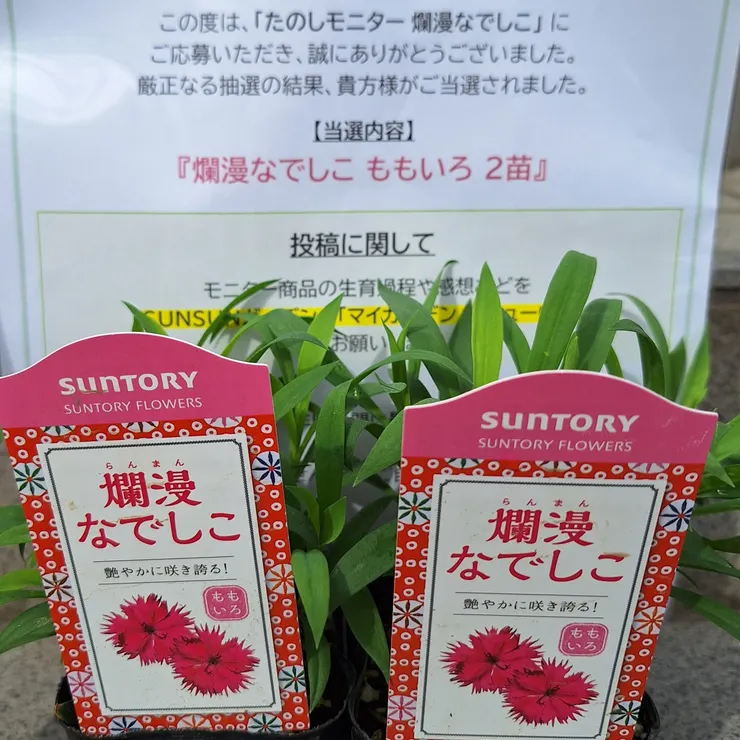 この度は、「たのしモニター 爛漫なでしこ」に
ご応募いただき、誠にありがとうございました。
厳正なる抽選の結果、貴方様がご当選されました。
【当選内容】
『爛漫なでしこ ももいろ 2苗』
投稿に関して
モニター商品の生育過程や感想などを
SUNSUN
「マイガ
お願い
SUNTORY
SUNTORY FLOWERS
らんまん
爛漫
なでしこ
艶やかに咲き誇る!
もも
いろ
SUNTORY
SUNTORY FLOWERS
らんまん
爛漫
なでしこ
艶やかに咲き誇る!
もも
いろ